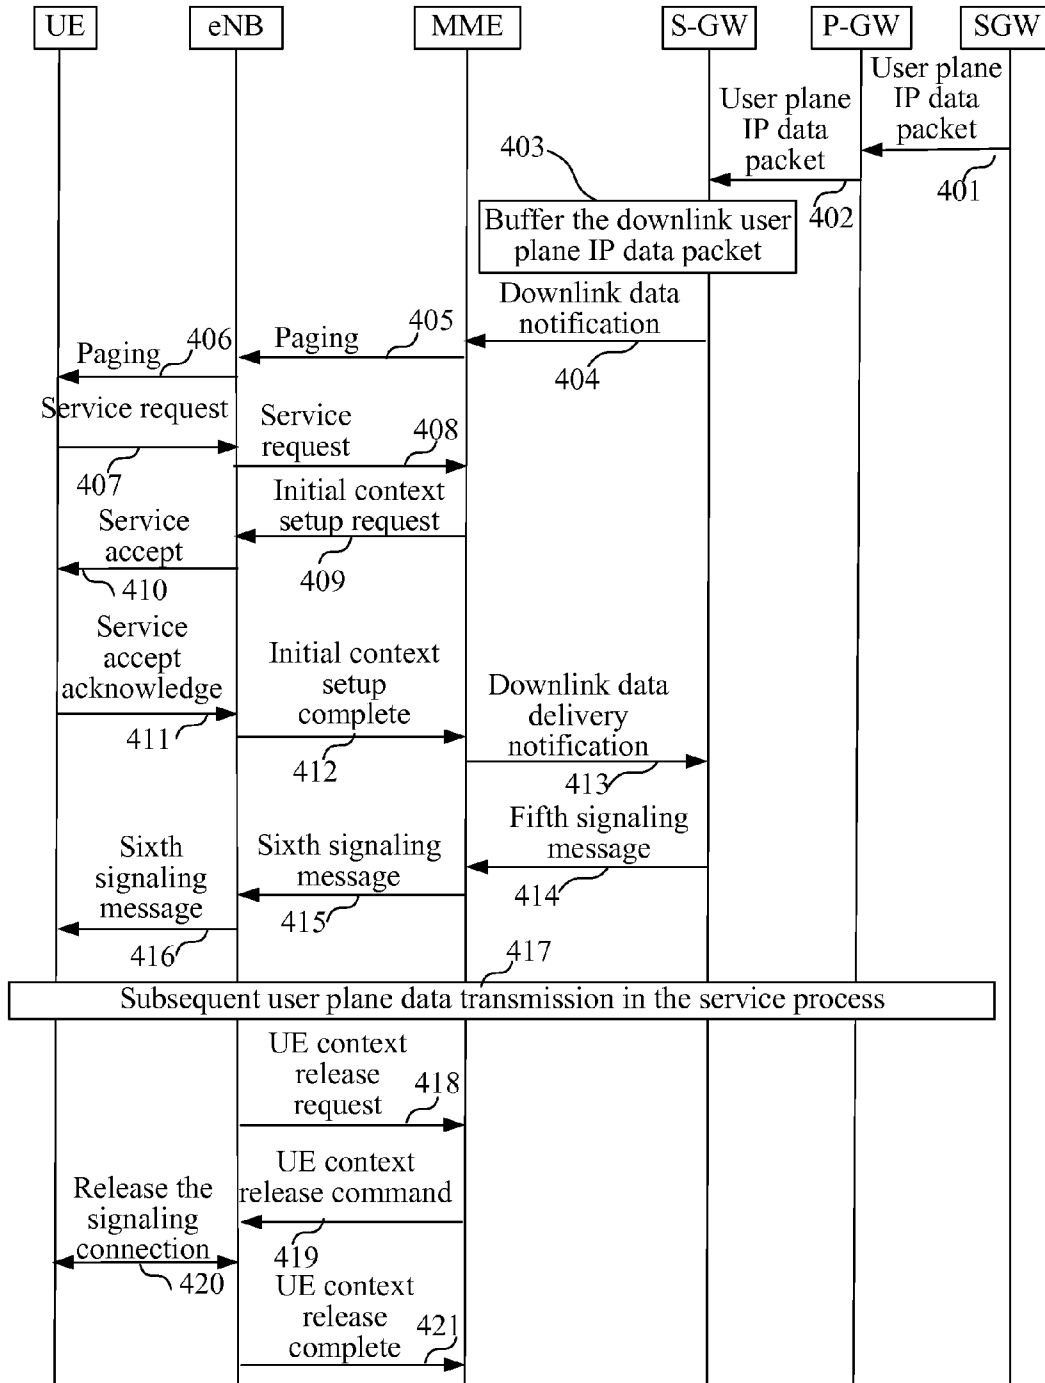 UE
eNB
MME
S-GW
P-GW
SGW
User plane
IP data
packet
401
User plane
IP data
packet
402
403
Buffer the downlink user
plane IP data packet
Downlink data
notification
404
Paging
405
Paging
406
Service request
407
Service
request
408
Initial context
setup request
409
Service
accept
410
Service
accept
acknowledge
411
Initial context
setup
complete
412
Downlink data
delivery
notification
413
Fifth signaling
message
414
Sixth signaling
message
415
Sixth
signaling
message
416
417
Subsequent user plane data transmission in the service process
UE context
release
request
418
UE context
release command
419
Release the
signaling
connection
420
UE context
release
complete
421